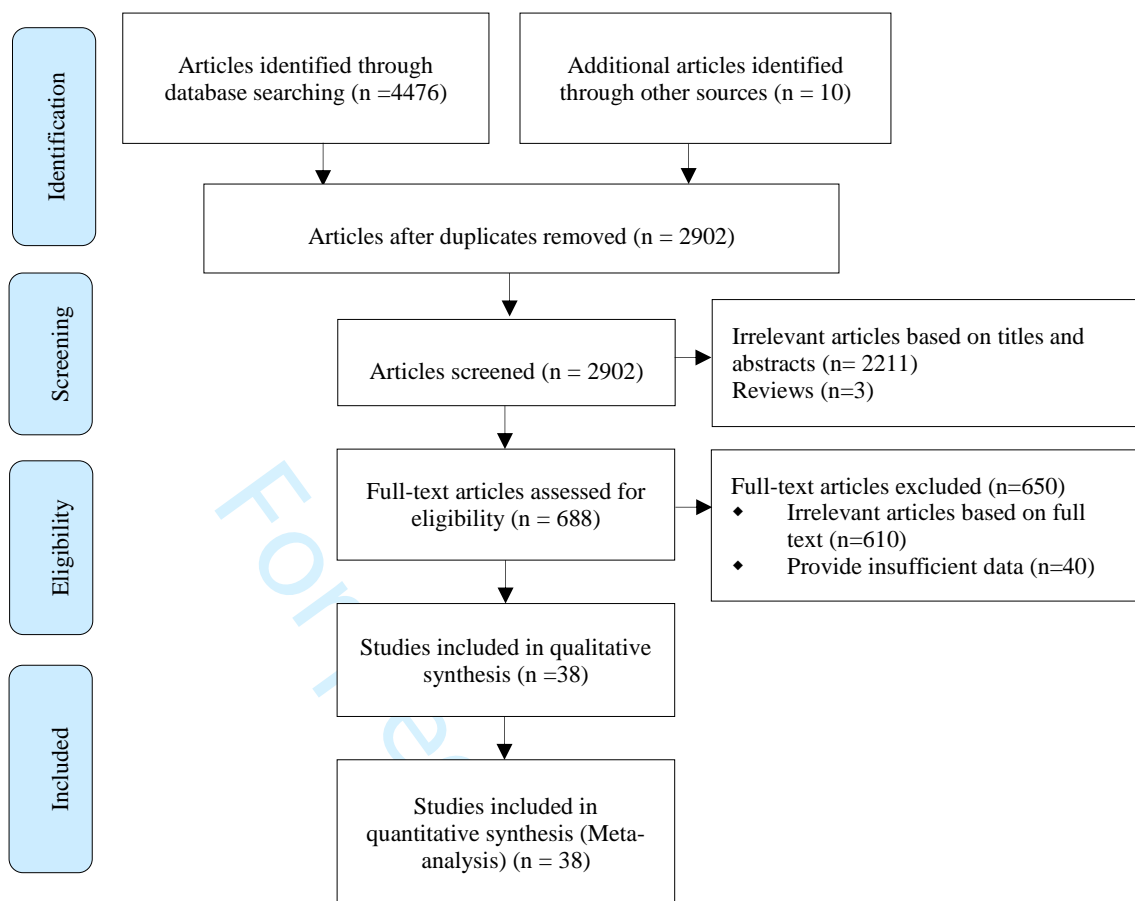 Identification
Articles identified through
database searching (n =4476)
Additional articles identified
through other sources (n = 10)
Articles after duplicates removed (n = 2902)
Screening
Articles screened (n = 2902)
Irrelevant articles based on titles and
abstracts (n= 2211)
Reviews (n=3)
Eligibility
Full-text articles assessed for
eligibility (n = 688)
Full-text articles excluded (n=650)
◆ Irrelevant articles based on full
text (n=610)
◆ Provide insufficient data (n=40)
Included
Studies included in qualitative
synthesis (n =38)
Studies included in
quantitative synthesis (Meta-
analysis) (n = 38)
For